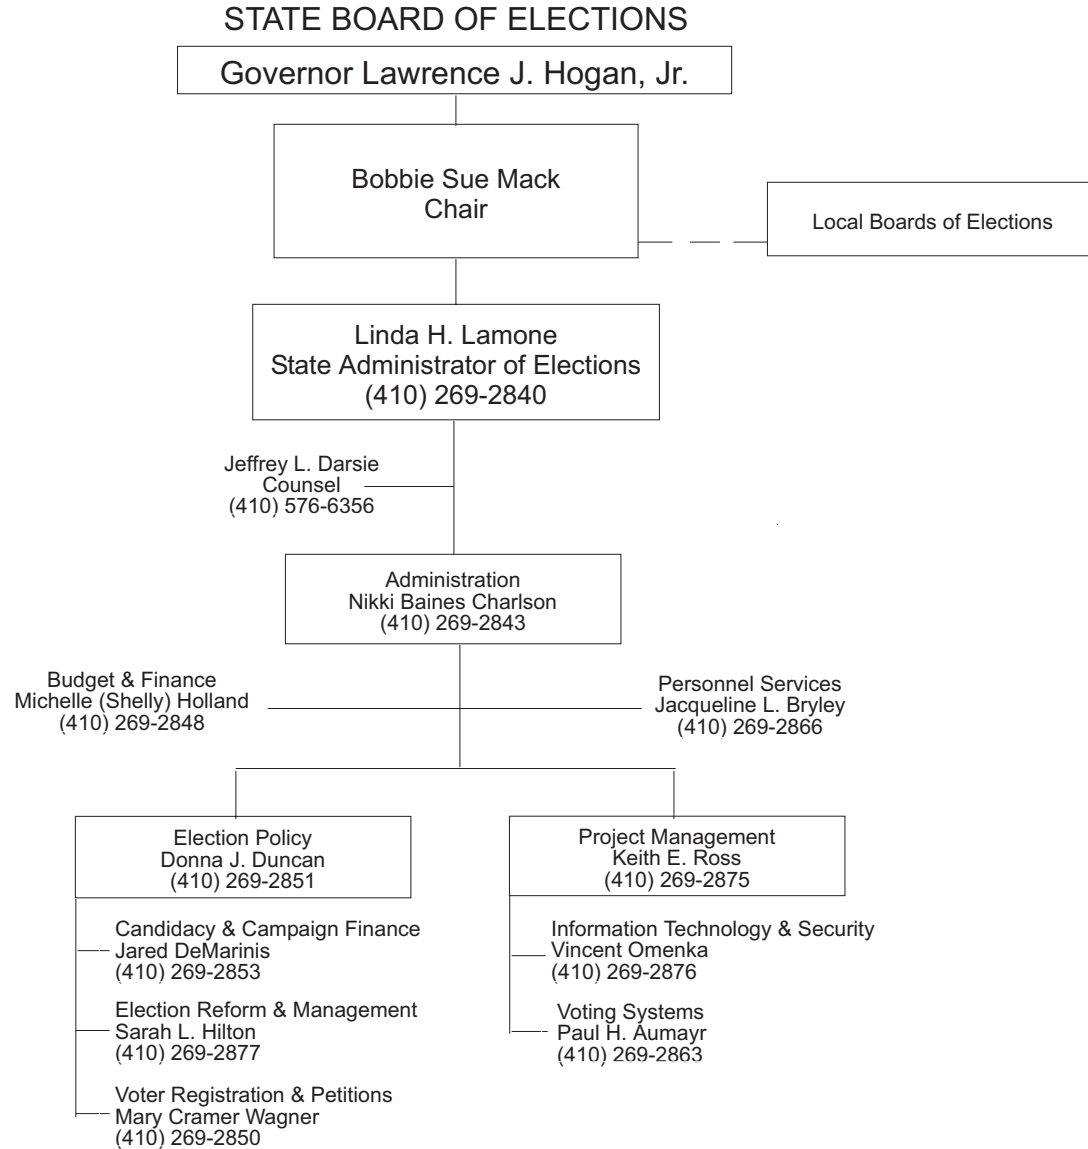 STATE BOARD OF ELECTIONS
Governor Lawrence J. Hogan, Jr.
Bobbie Sue Mack
Chair
Local Boards of Elections
Linda H. Lamone
State Administrator of Elections
(410) 269-2840
Jeffrey L. Darsie
Counsel
(410) 576-6356
Administration
Nikki Baines Charlson
(410) 269-2843
Budget & Finance
Michelle (Shelly) Holland
(410) 269-2848
Personnel Services
Jacqueline L. Bryley
(410) 269-2866
Election Policy
Donna J. Duncan
(410) 269-2851
Candidacy & Campaign Finance
Jared DeMarinis
(410) 269-2853
Election Reform & Management
Sarah L. Hilton
(410) 269-2877
Voter Registration & Petitions
Mary Cramer Wagner
(410) 269-2850
Project Management
Keith E. Ross
(410) 269-2875
Information Technology & Security
Vincent Omenka
(410) 269-2876
Voting Systems
Paul H. Aumayr
(410) 269-2863